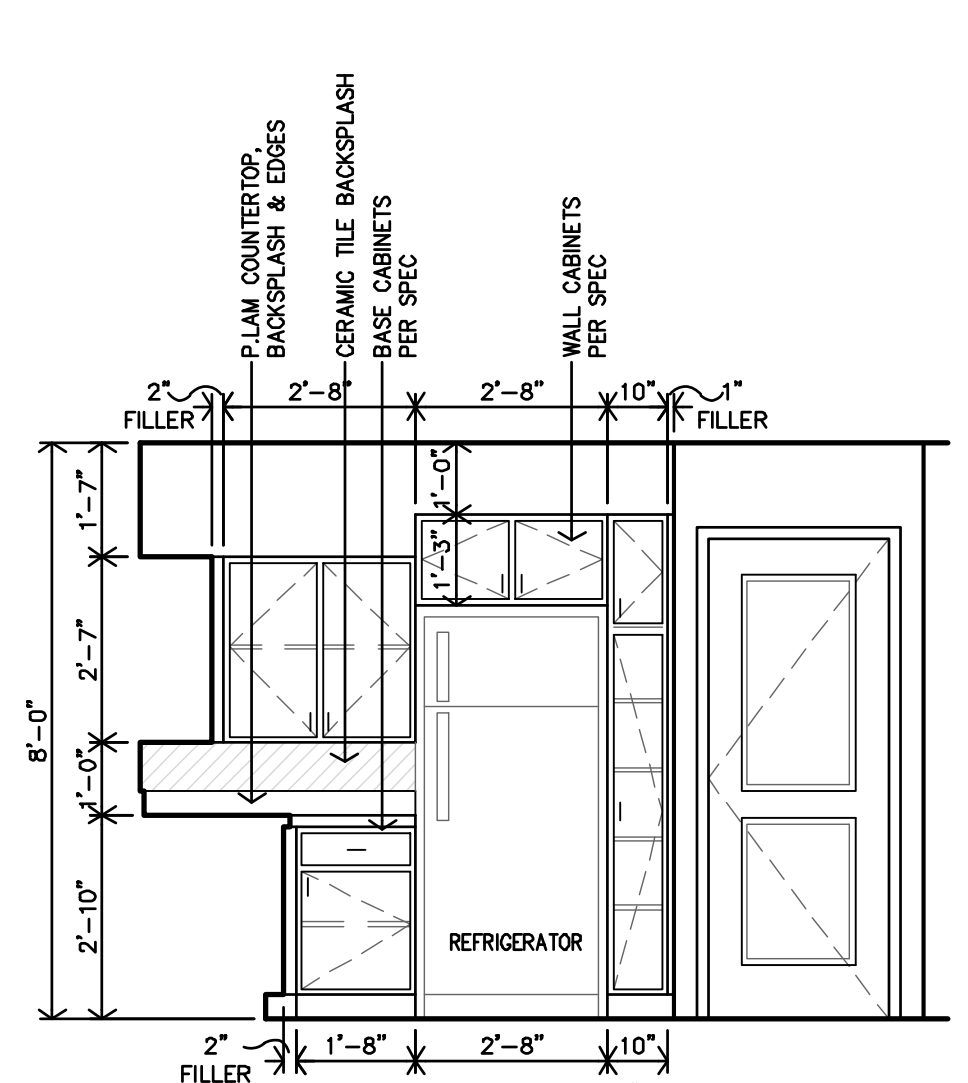 P.LAM COUNTERTOP,
BACKSPLASH & EDGES
CERAMIC TILE BACKSPLASH
BASE CABINETS
PER SPEC
WALL CABINETS
PER SPEC
2"
FILLER
2'-8"
2'-8"
10"
1"
FILLER
8'-0"
1'-7"
2'-7"
1'-0"
2'-10"
1'-0"
1'-3"
REFRIGERATOR
2"
FILLER
1'-8"
2'-8"
10"